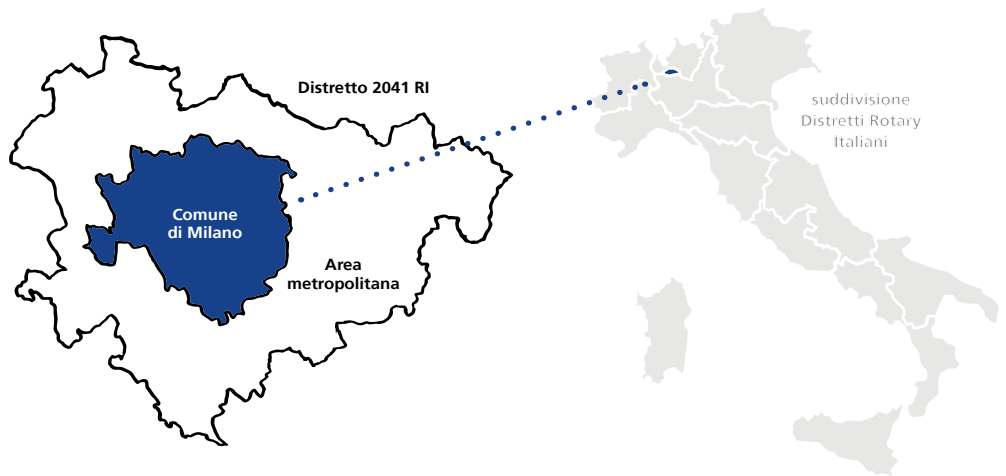 Distretto 2041 RI
Comune
di Milano
Area
metropolitana
suddivisione
Distretti Rotary
Italiani